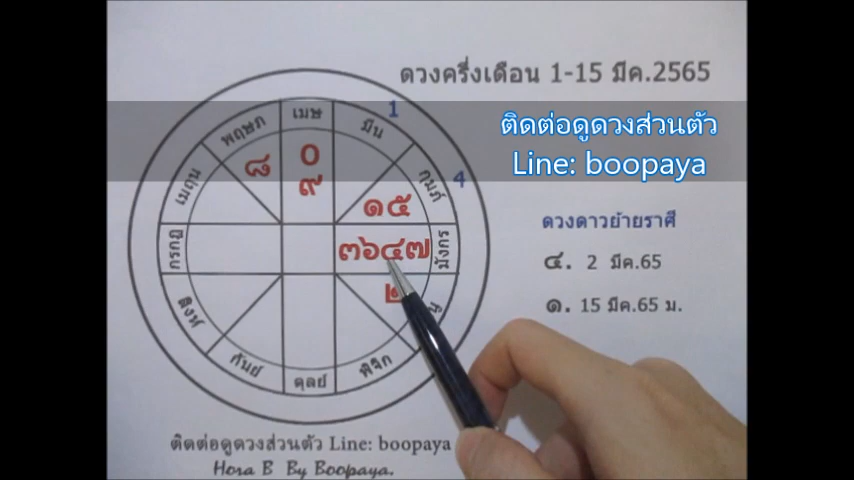 ดวงครึ่งเดือน 1-15 มีค.2565
ติดต่อดูดวงส่วนตัว
Line: boopaya
ดวงดาวย้ายราศี
๔. 2 มีค.65
๑. 15 มีค.65 ม.
1
4
เมษ
พฤษภ
มีน
เมถุน
กุมภ์
กรกฎ
มังกร
สิงห์
กันย์
ตุลย์
พิจิก
๘
๐
๙
๑๕
๓๖๔๗
๒
ติดต่อดูดวงส่วนตัว Line: boopaya
Hora B By Boopaya.